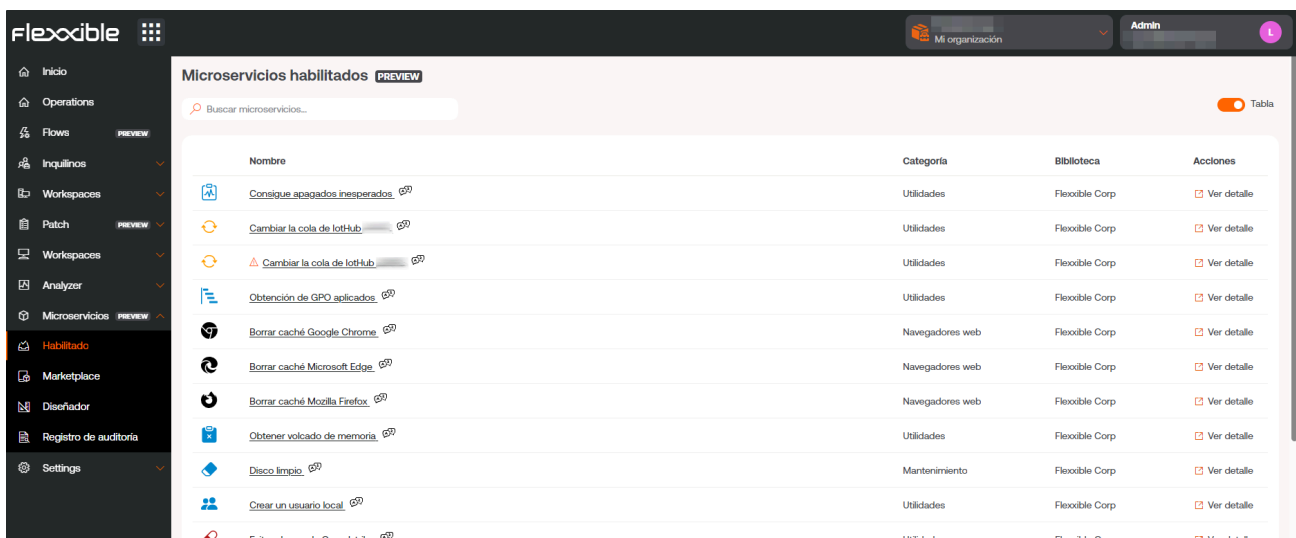 Flexxible
Mi organización
Admin
L
Inicio
Operations
Flows PREVIEW
Inquilinos
Workspaces
Patch PREVIEW
Workspaces
Analyzer
Microservicios PREVIEW
Habilitado
Marketplace
Diseñador
Registro de auditoría
Settings
Microservicios habilitados PREVIEW
Buscar microservicios...
Tabla
Nombre Categoría Biblioteca Acciones
Consigue apagados inesperados Utilidades Flexxible Corp Ver detalle
Cambiar la cola de IotHub Utilidades Flexxible Corp Ver detalle
Cambiar la cola de IotHub Utilidades Flexxible Corp Ver detalle
Obtención de GPO aplicados Utilidades Flexxible Corp Ver detalle
Borrar caché Google Chrome Navegadores web Flexxible Corp Ver detalle
Borrar caché Microsoft Edge Navegadores web Flexxible Corp Ver detalle
Borrar caché Mozilla Firefox Navegadores web Flexxible Corp Ver detalle
Obtener volcado de memoria Utilidades Flexxible Corp Ver detalle
Disco limpio Mantenimiento Flexxible Corp Ver detalle
Crear un usuario local Utilidades Flexxible Corp Ver detalle